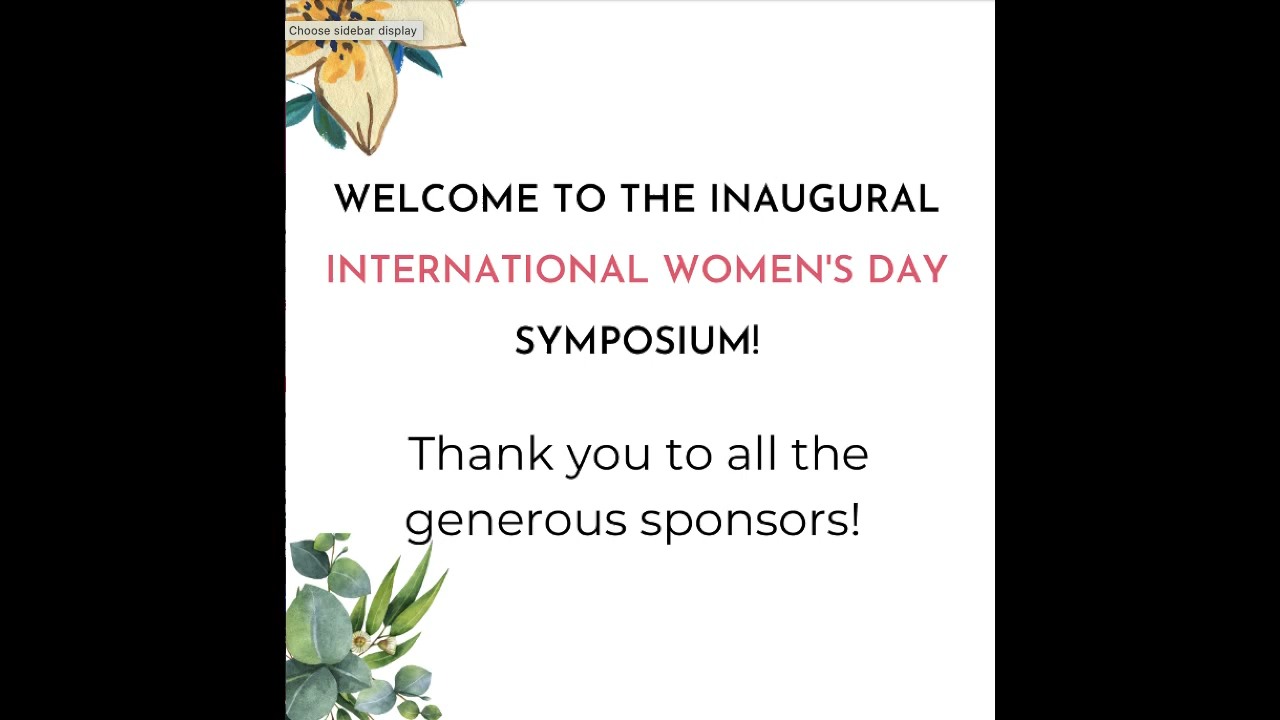 Choose sidebar display
WELCOME TO THE INAUGURAL
INTERNATIONAL WOMEN'S DAY
SYMPOSIUM!
Thank you to all the
generous sponsors!